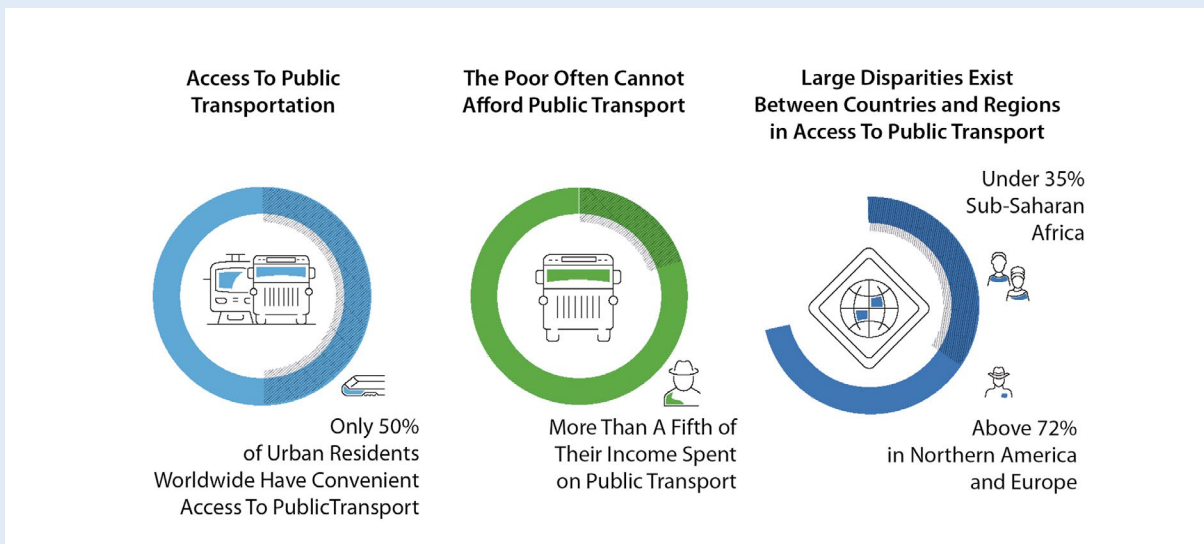 Access To Public
Transportation
Only 50%
of Urban Residents
Worldwide Have Convenient
Access To PublicTransport
The Poor Often Cannot
Afford Public Transport
More Than A Fifth of
Their Income Spent
on Public Transport
Large Disparities Exist
Between Countries and Regions
in Access To Public Transport
Under 35%
Sub-Saharan
Africa
Above 72%
in Northern America
and Europe